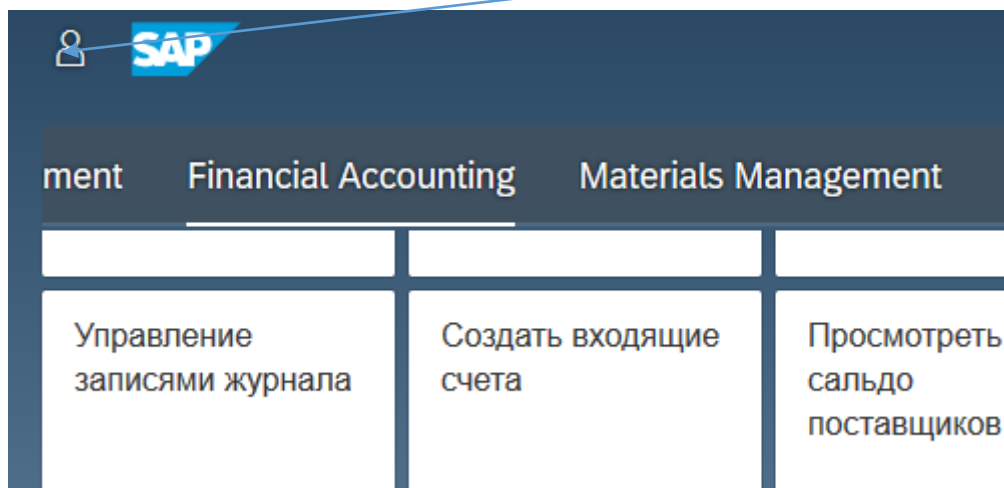 SAP
ment Financial Accounting Materials Management
Управление
записями журнала
Создать входящие
счета
Просмотреть
сальдо
поставщиков